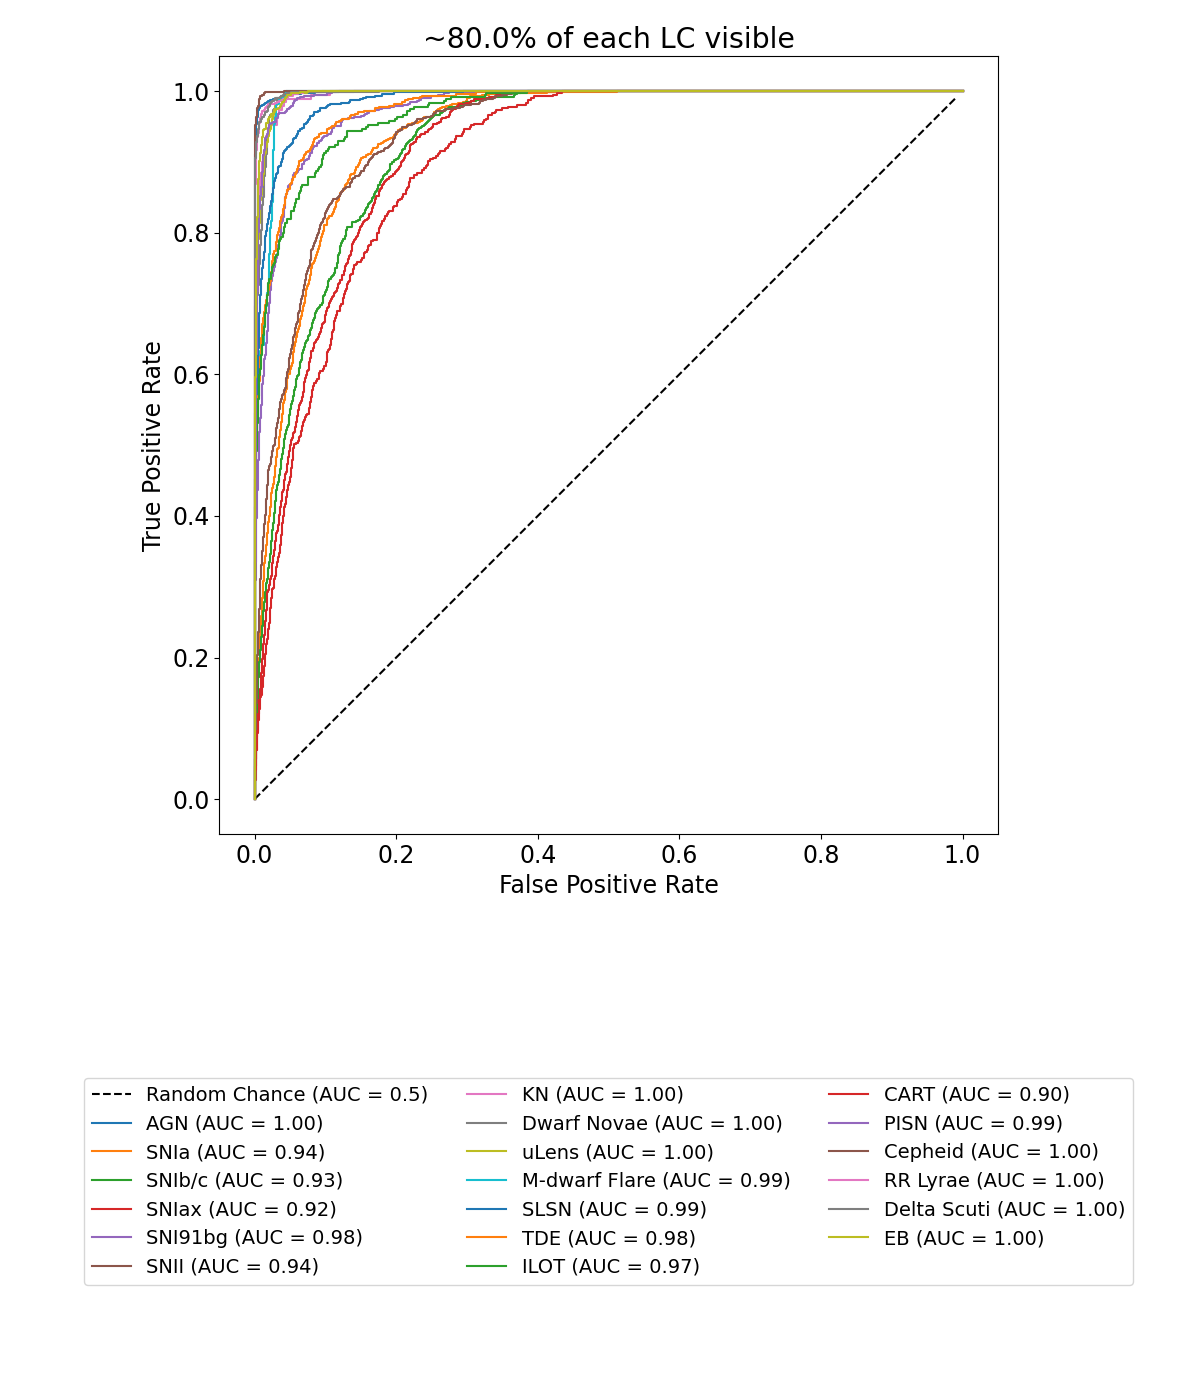 ~80.0% of each LC visible
1.0
0.8
0.6
0.4
0.2
0.0
True Positive Rate
0.0 0.2 0.4 0.6 0.8 1.0
False Positive Rate
Random Chance (AUC = 0.5)
AGN (AUC = 1.00)
SNIa (AUC = 0.94)
SNIb/c (AUC = 0.93)
SNIax (AUC = 0.92)
SNI91bg (AUC = 0.98)
SNII (AUC = 0.94)
KN (AUC = 1.00)
Dwarf Novae (AUC = 1.00)
uLens (AUC = 1.00)
M-dwarf Flare (AUC = 0.99)
SLSN (AUC = 0.99)
TDE (AUC = 0.98)
ILOT (AUC = 0.97)
CART (AUC = 0.90)
PISN (AUC = 0.99)
Cepheid (AUC = 1.00)
RR Lyrae (AUC = 1.00)
Delta Scuti (AUC = 1.00)
EB (AUC = 1.00)